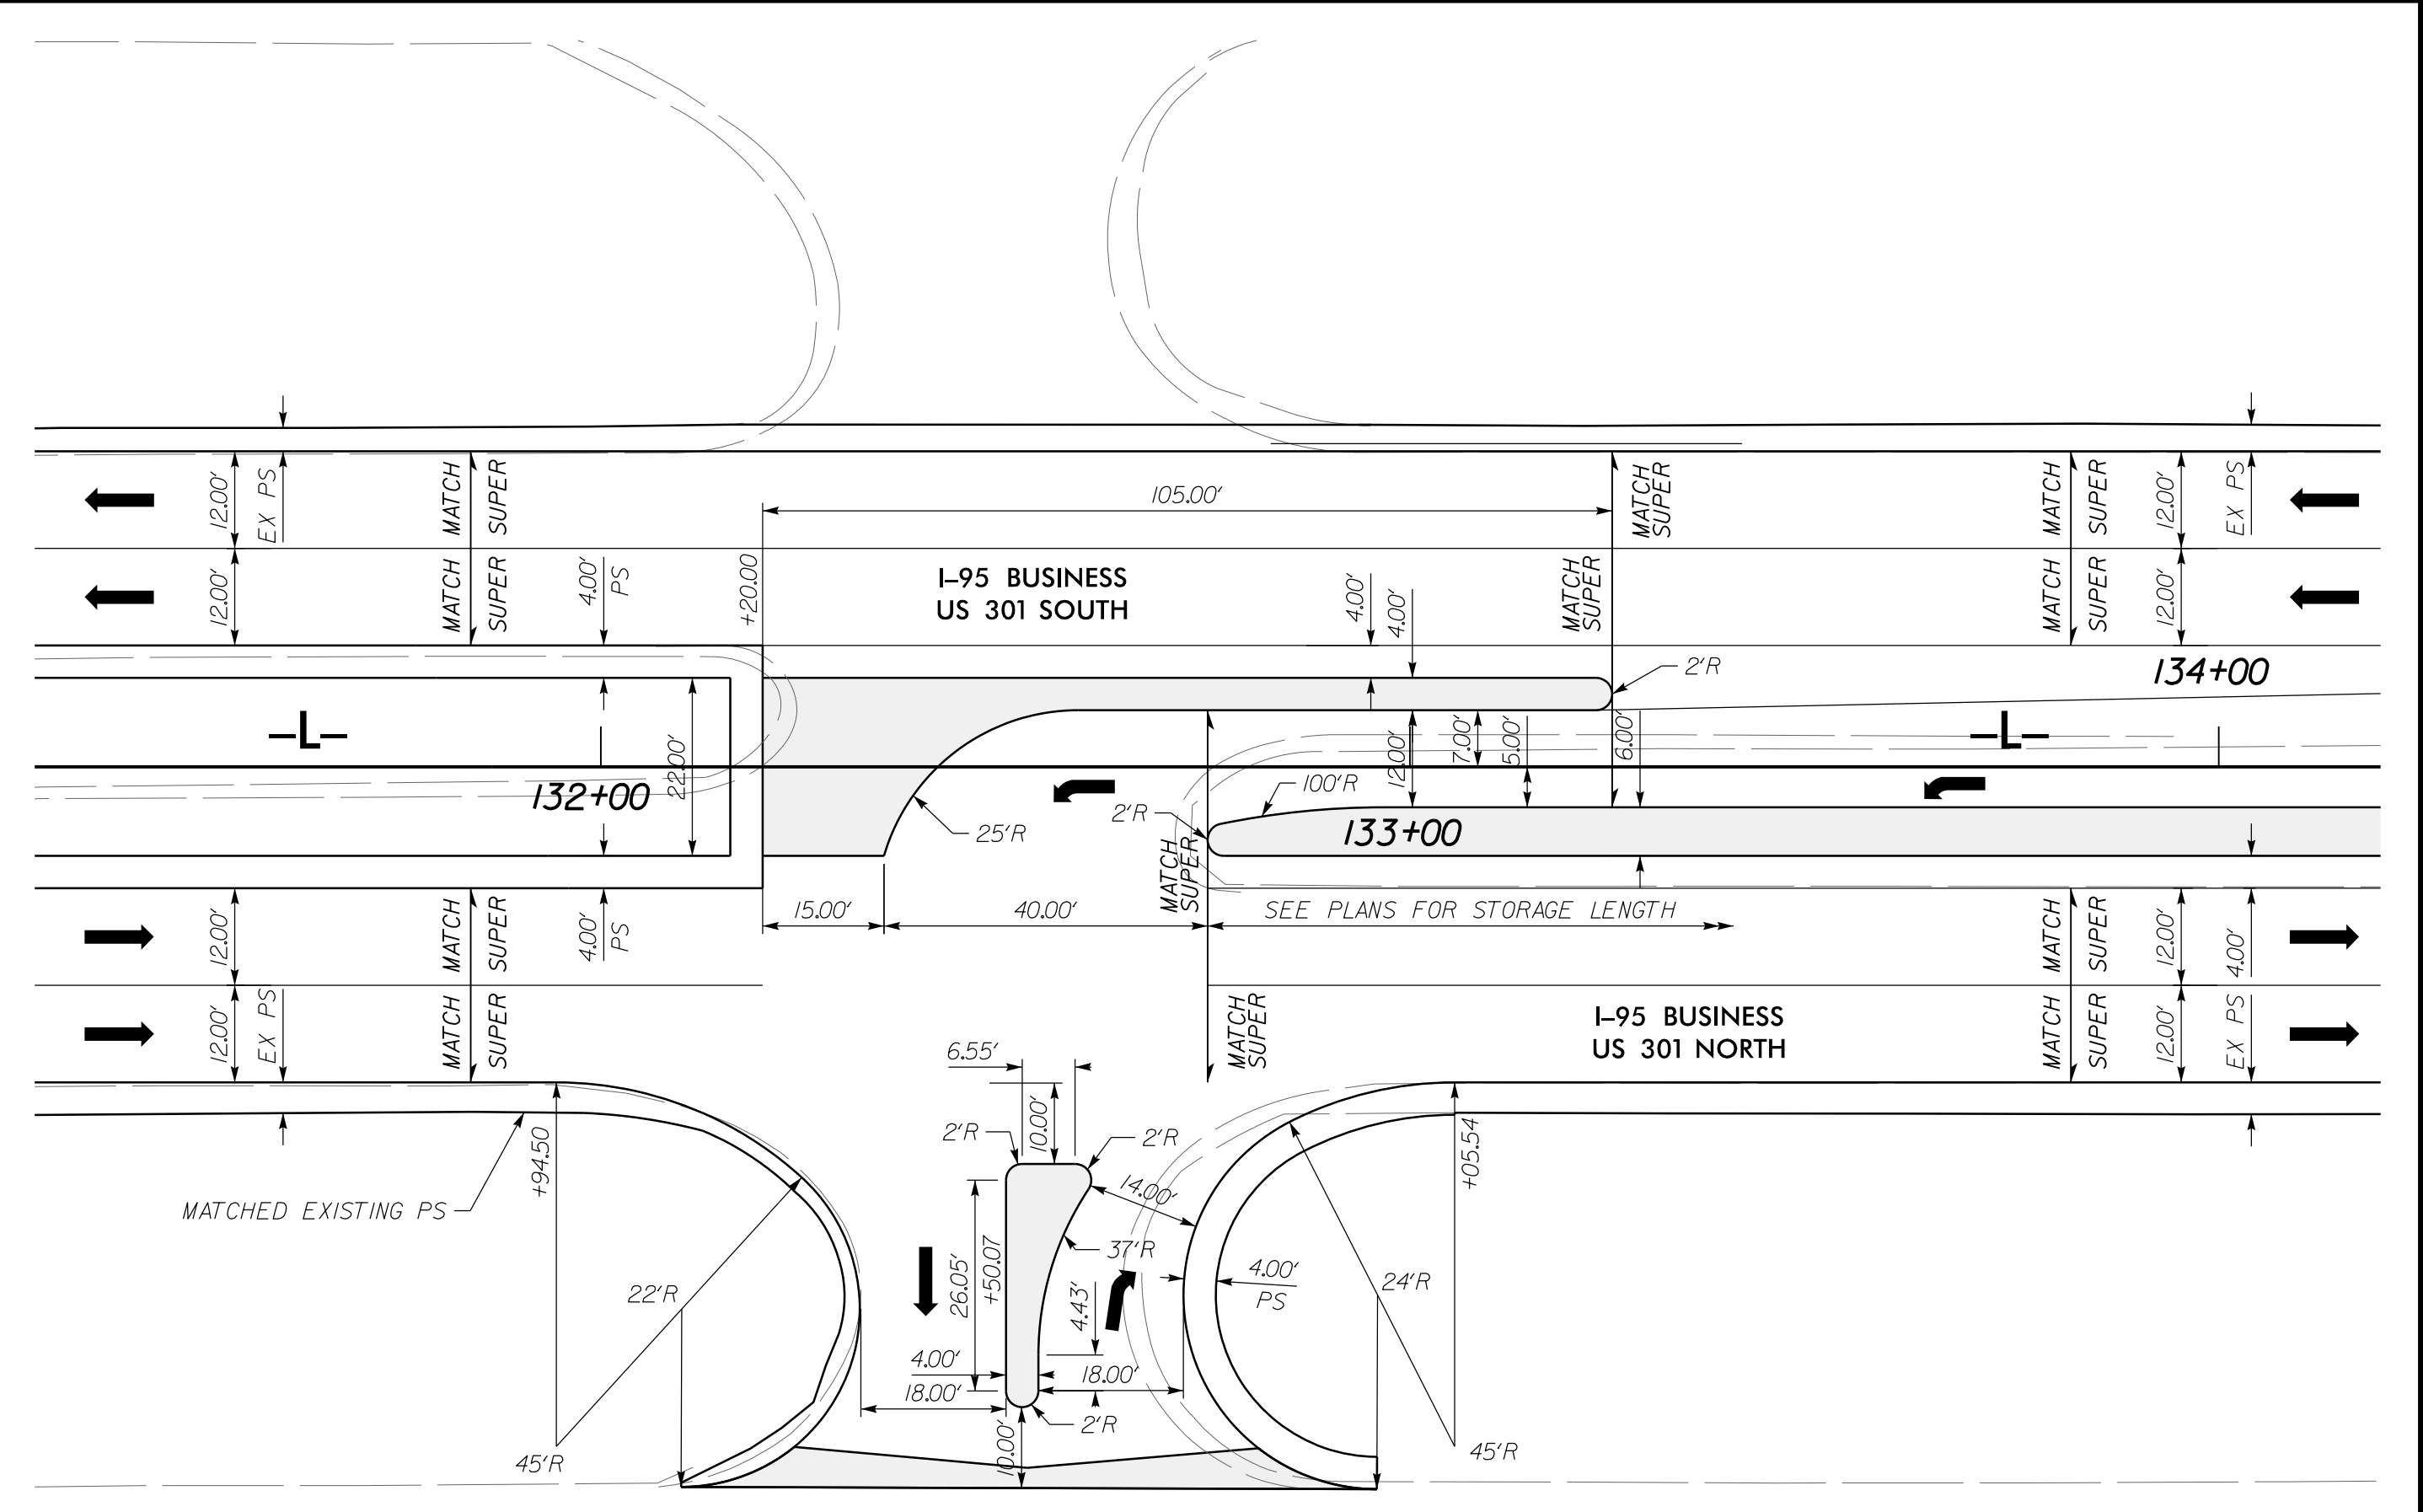 105.00'
12.00'
EX PS
MATCH
SUPER
MATCH
SUPER
MATCH
SUPER
12.00'
EX PS
12.00'
MATCH
SUPER
4.00'
PS
+20.00
I–95 BUSINESS
US 301 SOUTH
4.00'
4.00'
MATCH
SUPER
MATCH
SUPER
12.00'
2'R
134+00
–L–
22.00'
12.00'
7.00'
5.00'
6.00'
–L–
132+00
100'R
2'R
25'R
133+00
MATCH
SUPER
12.00'
MATCH
SUPER
4.00'
PS
15.00'
40.00'
SEE PLANS FOR STORAGE LENGTH
MATCH
SUPER
12.00'
4.00'
12.00'
EX PS
MATCH
SUPER
MATCH
SUPER
I–95 BUSINESS
US 301 NORTH
MATCH
SUPER
12.00'
EX PS
6.55'
10.00'
2'R
2'R
+94.50
+05.54
MATCHED EXISTING PS
14.00'
37'R
26.05'
+50.07
4.43'
22'R
4.00'
PS
24'R
4.00'
18.00'
18.00'
2'R
10.00'
45'R
45'R